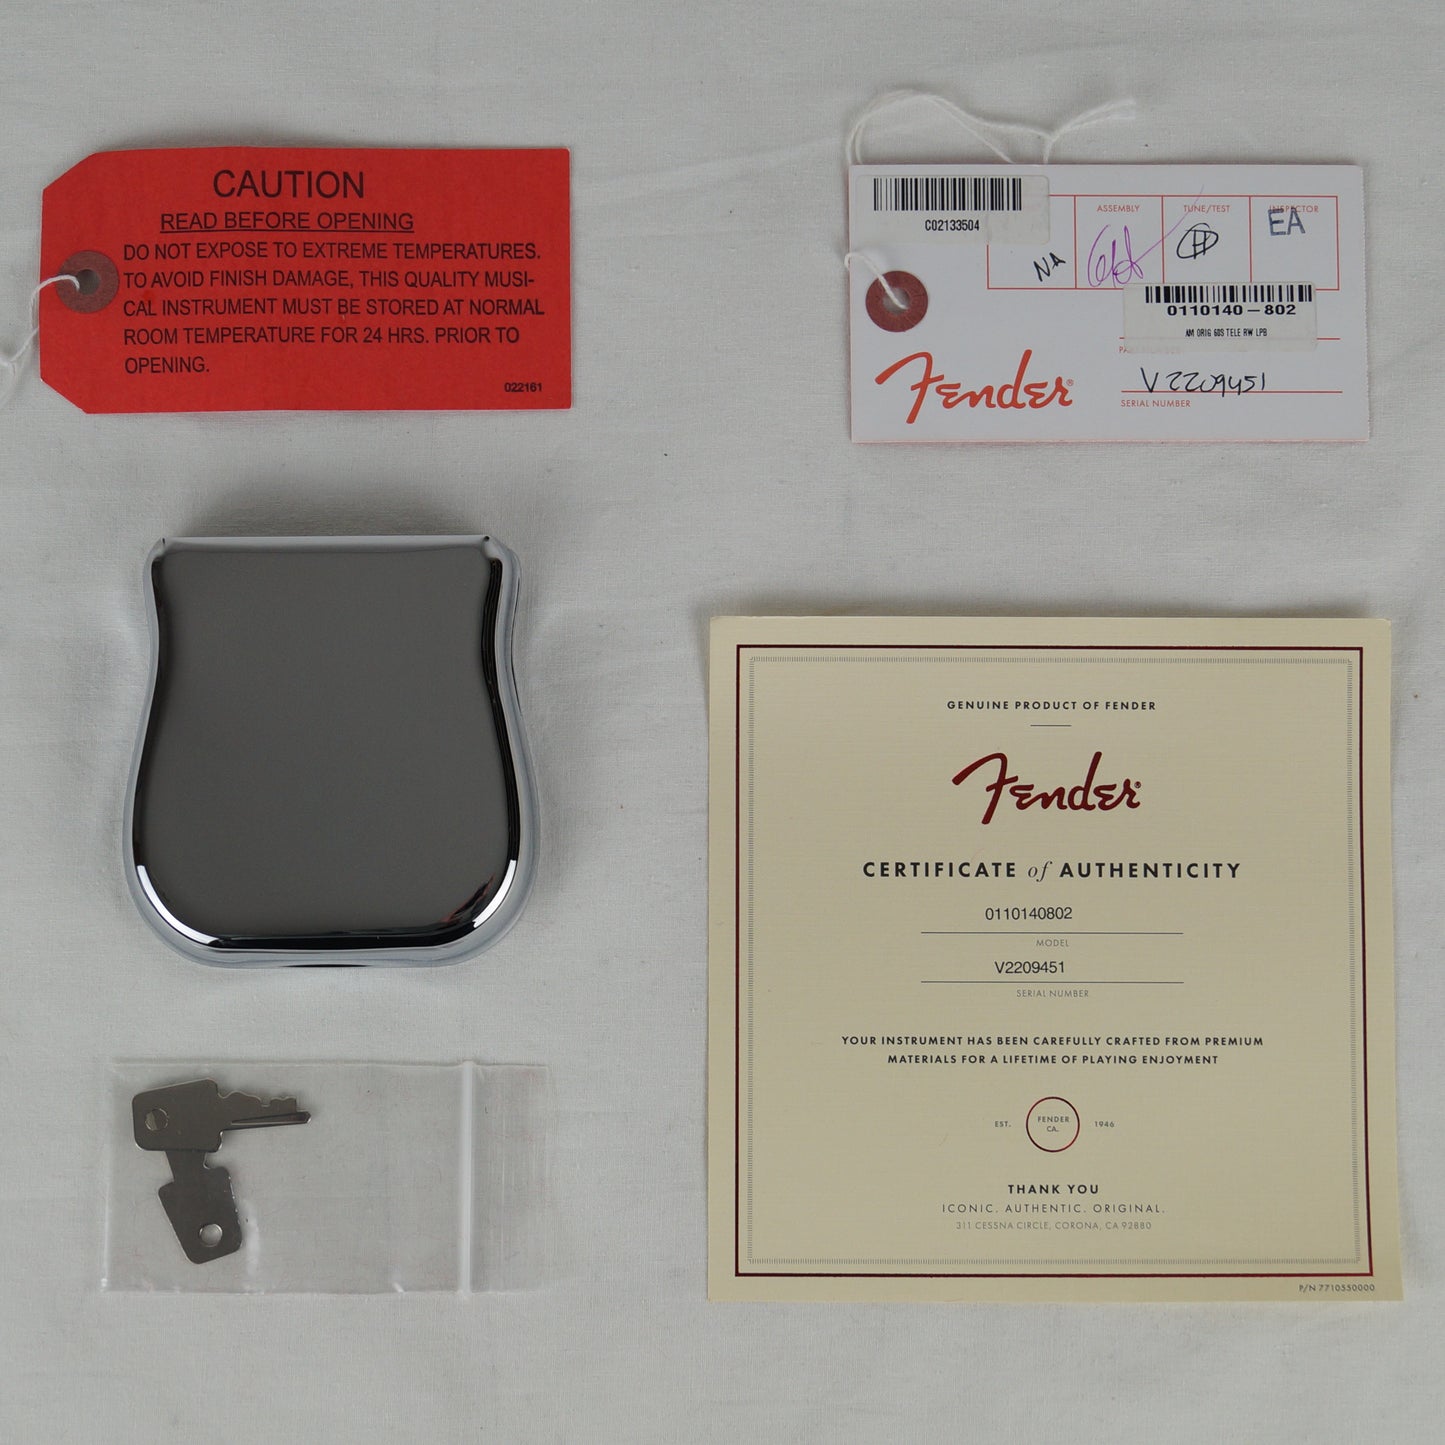 CAUTION
READ BEFORE OPENING
DO NOT EXPOSE TO EXTREME TEMPERATURES.
TO AVOID FINISH DAMAGE, THIS QUALITY MUSI-
CAL INSTRUMENT MUST BE STORED AT NORMAL
ROOM TEMPERATURE FOR 24 HRS. PRIOR TO
OPENING.
022161
C02133504
ASSEMBLY
TUNE/TEST
INSPECTOR
NA
EA
0110140-802
AM ORIG 60S TELE RW LPB
V2209451
SERIAL NUMBER
Fender®
GENUINE PRODUCT OF FENDER
Fender®
CERTIFICATE of AUTHENTICITY
0110140802
MODEL
V2209451
SERIAL NUMBER
YOUR INSTRUMENT HAS BEEN CAREFULLY CRAFTED FROM PREMIUM
MATERIALS FOR A LIFETIME OF PLAYING ENJOYMENT
EST. FENDER CA. 1946
THANK YOU
ICONIC. AUTHENTIC. ORIGINAL.
311 CESSNA CIRCLE, CORONA, CA 92880
P/N 7710550000